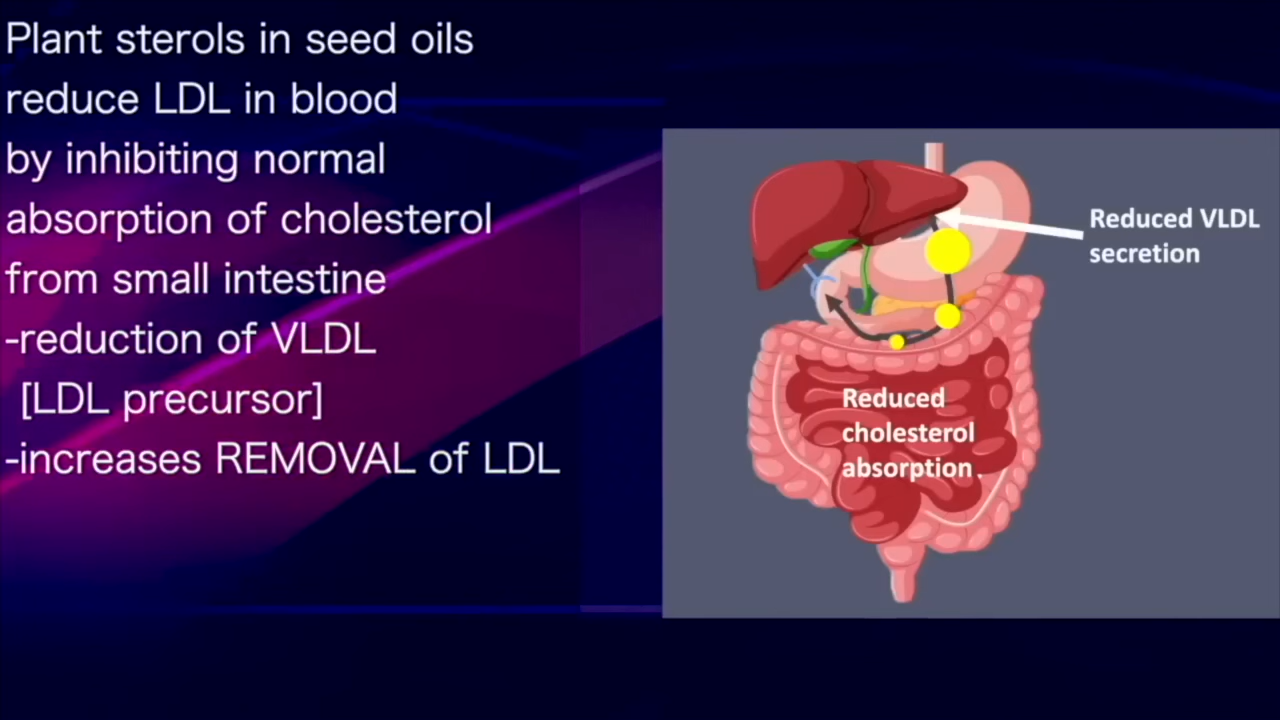 Plant sterols in seed oils
reduce LDL in blood
by inhibiting normal
absorption of cholesterol
from small intestine
-reduction of VLDL
[LDL precursor]
-increases REMOVAL of LDL
Reduced VLDL
secretion
Reduced
cholesterol
absorption